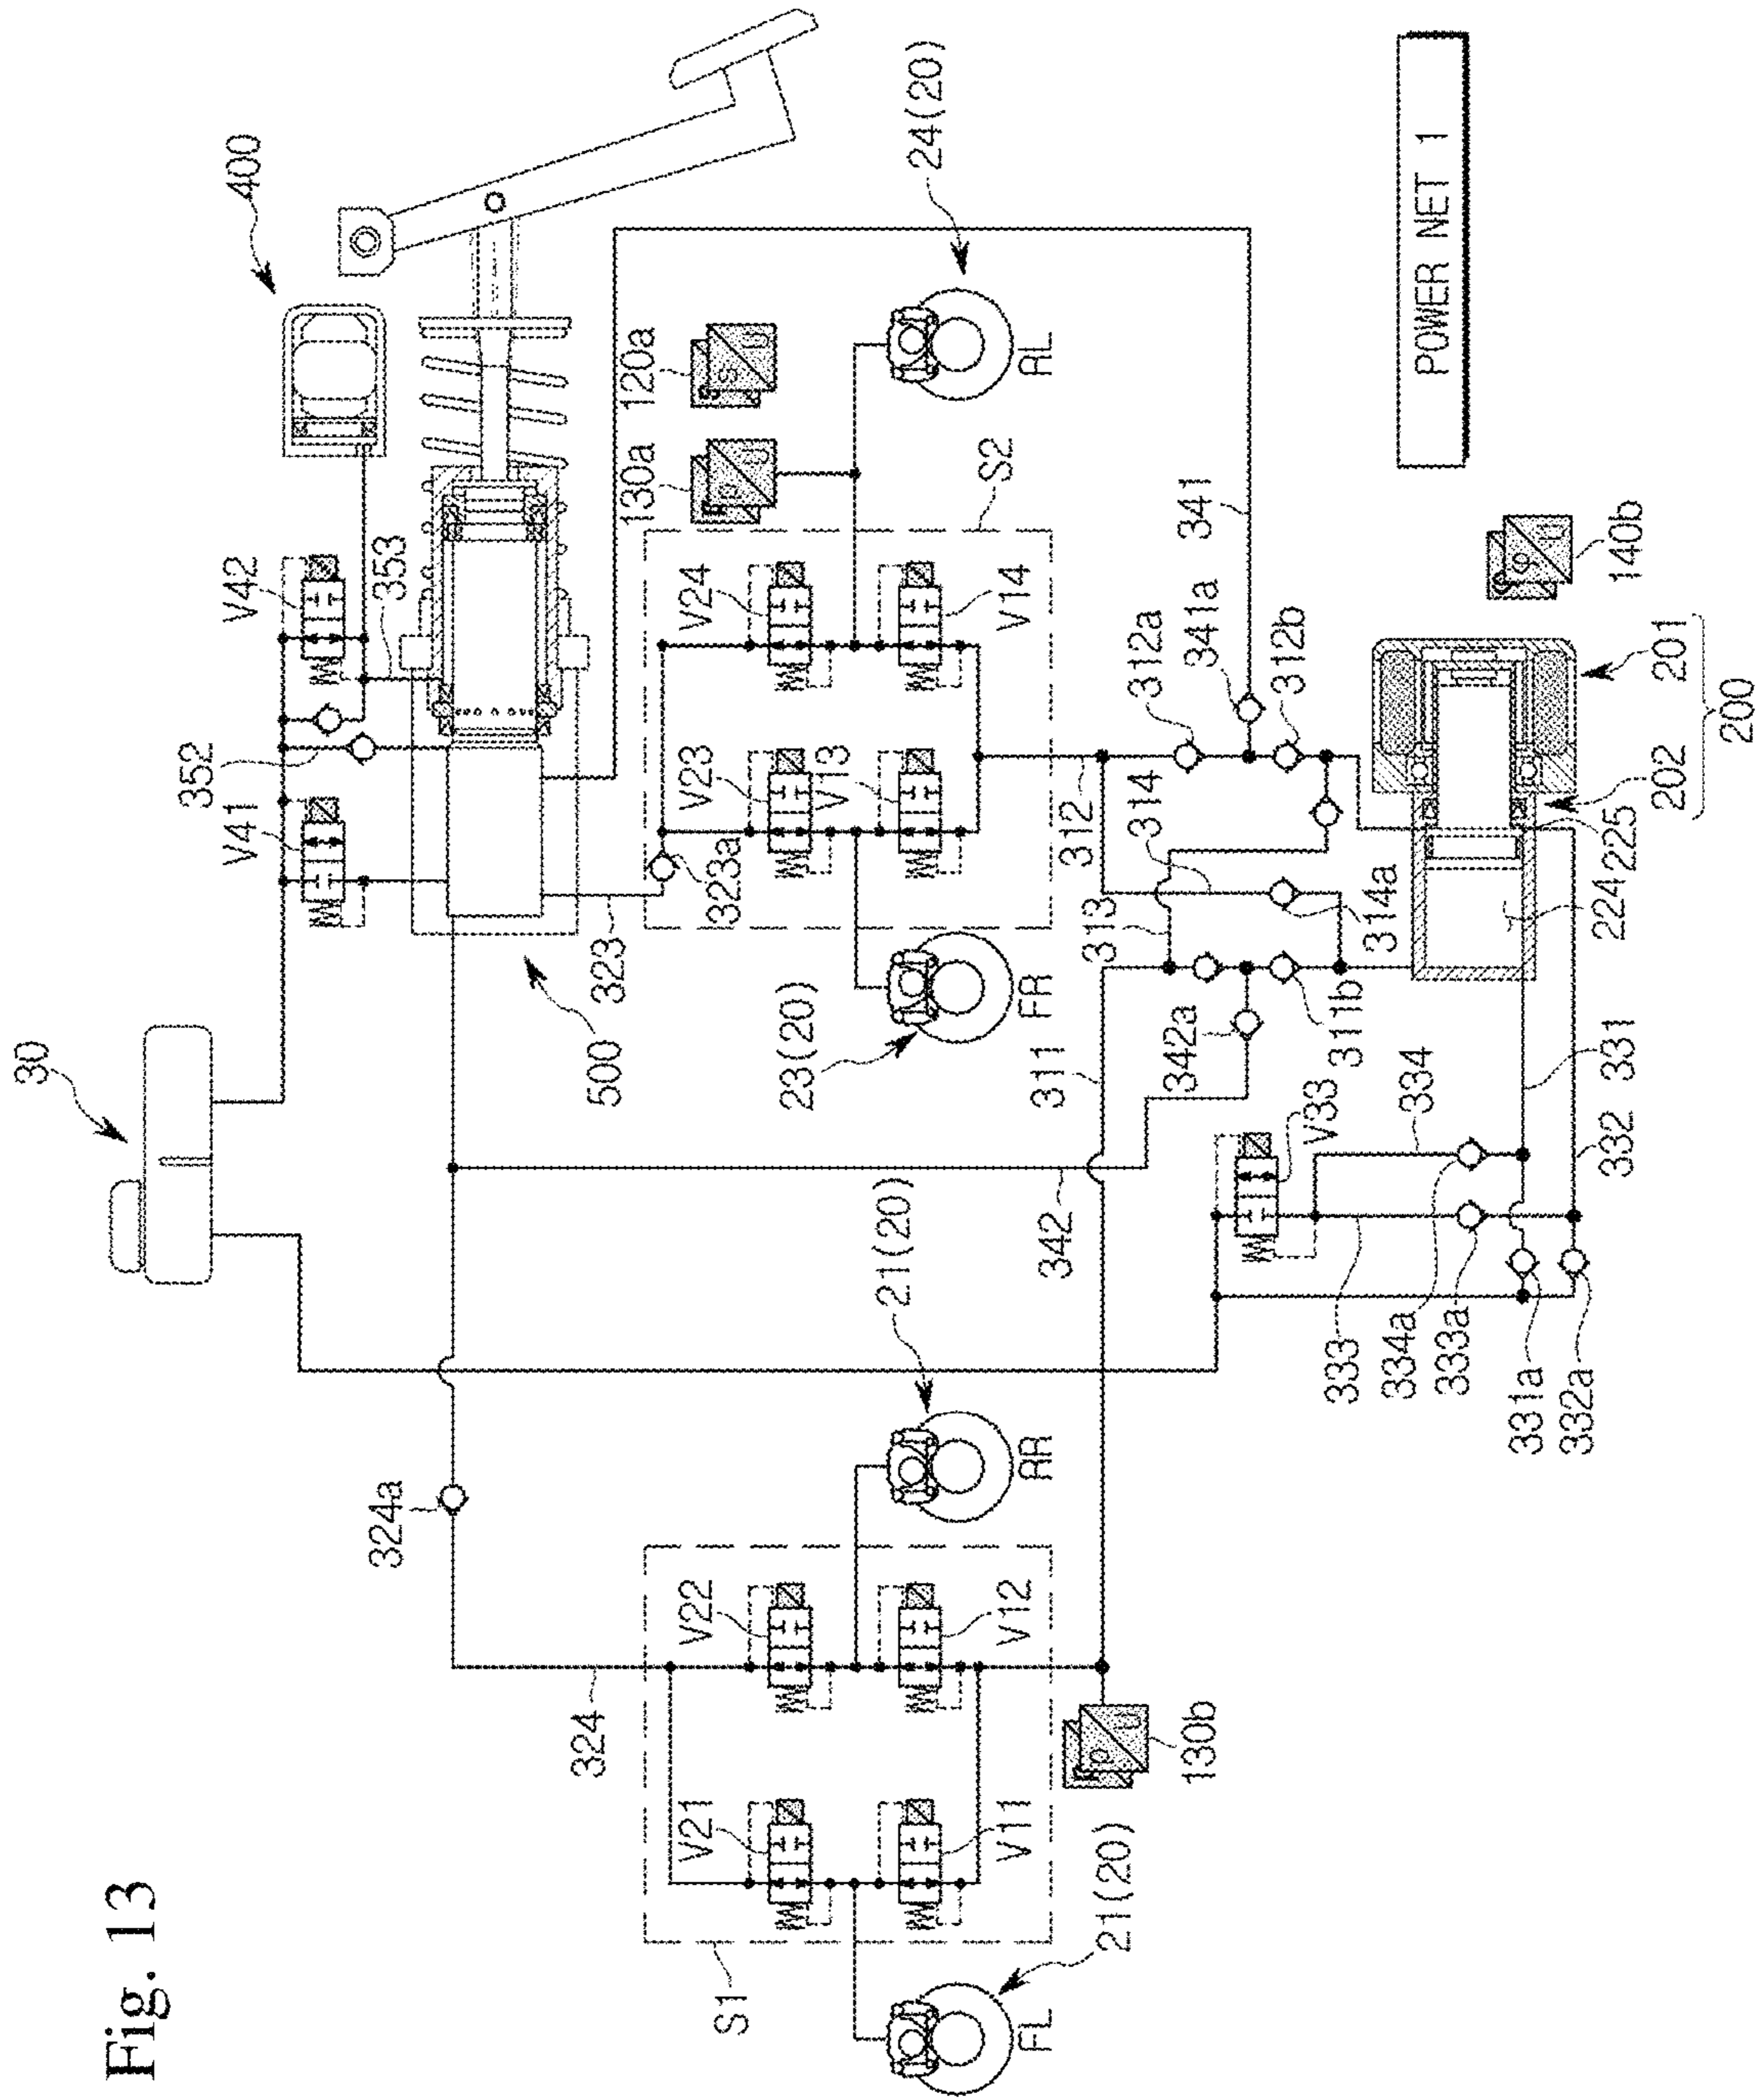 Fig. 13
30
400
V42
V41
352
353
500
323
323a
324a
324
V24
V23
V14
V13
S2
130a
120a
24(20)
RL
23(20)
FR
V22
V21
V12
V11
S1
21(20)
RR
21(20)
FL
130b
311
342
342a
311b
313
314
314a
312
312a
341a
312b
341
V33
334
333
334a
333a
331a
332a
331
332
224
225
202
201
200
140b
POWER NET 1